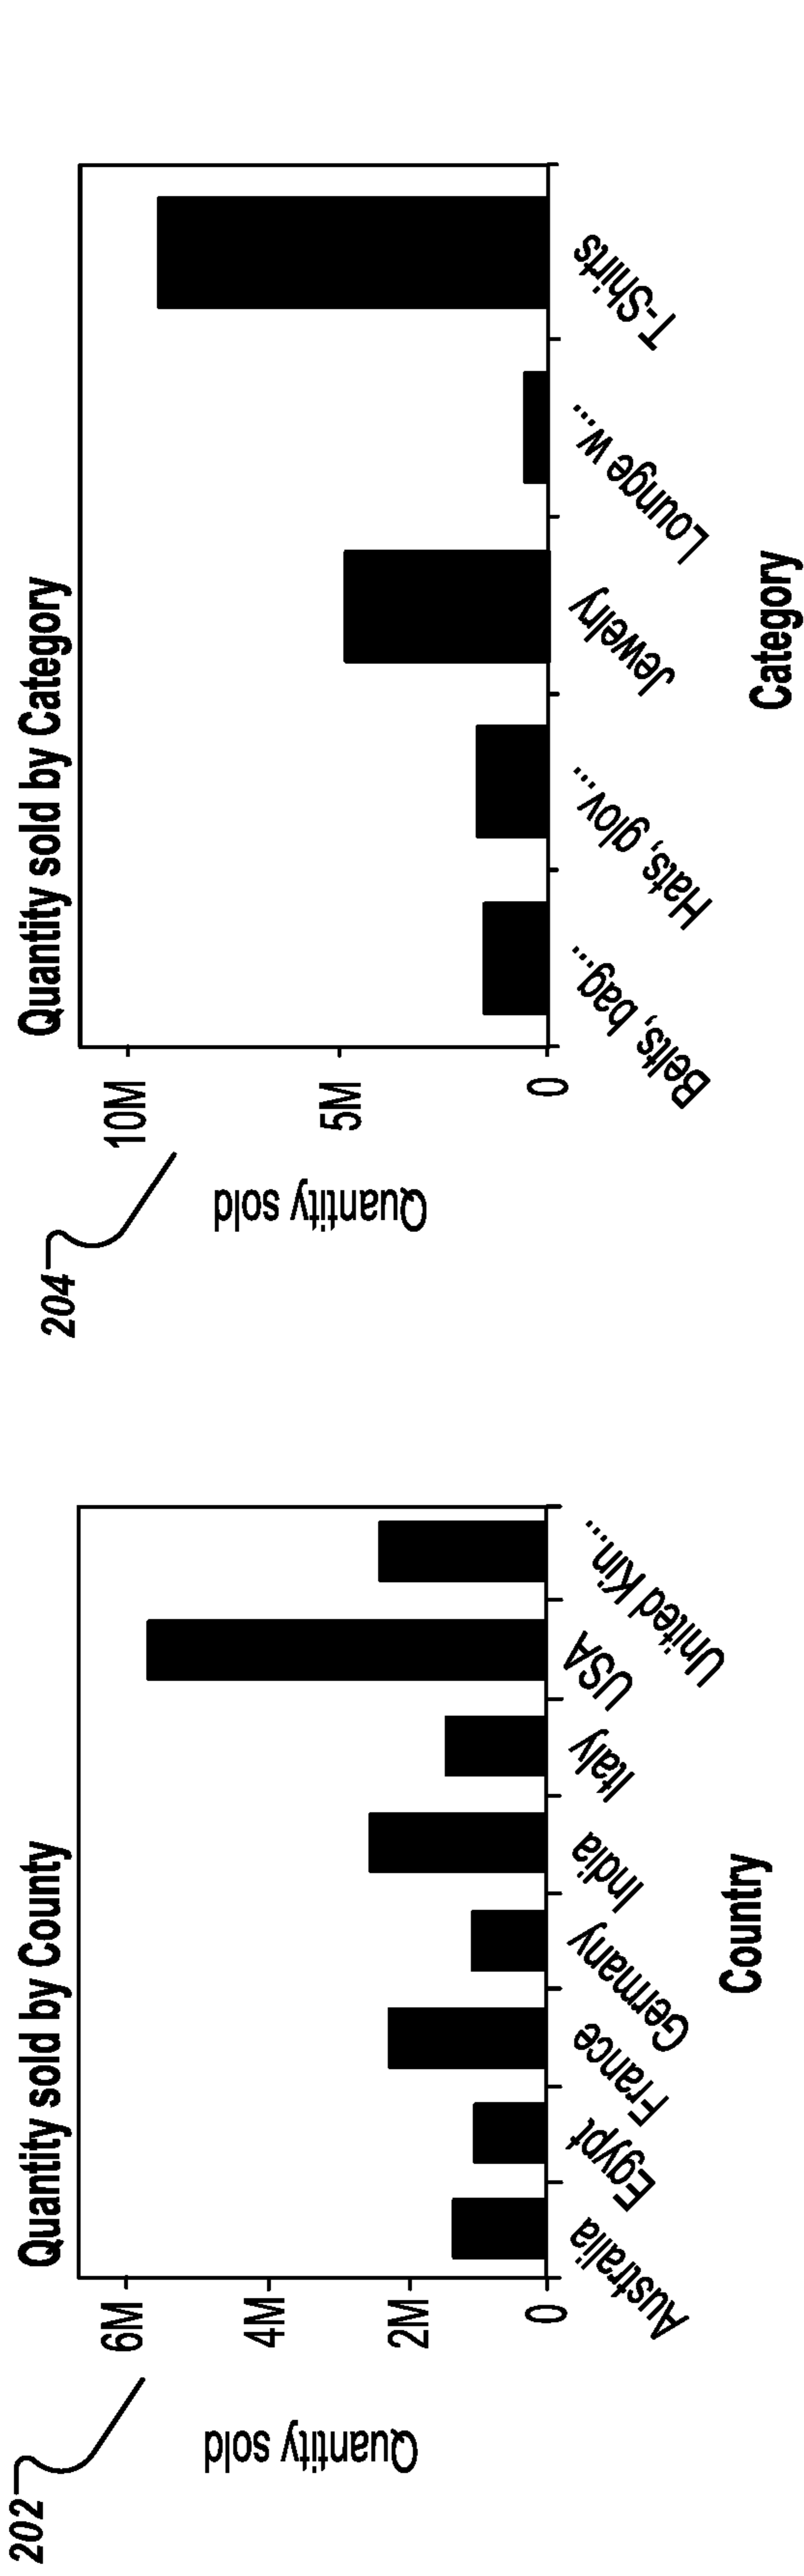 202
Quantity sold by County
Quantity sold
6M
4M
2M
0
Australia
Egypt
France
Germany
India
Italy
USA
United Kin...
Country
204
Quantity sold by Category
Quantity sold
10M
5M
0
Belts, bag...
Hats, glov...
Jewelry
Lounge w...
T-Shirts
Category